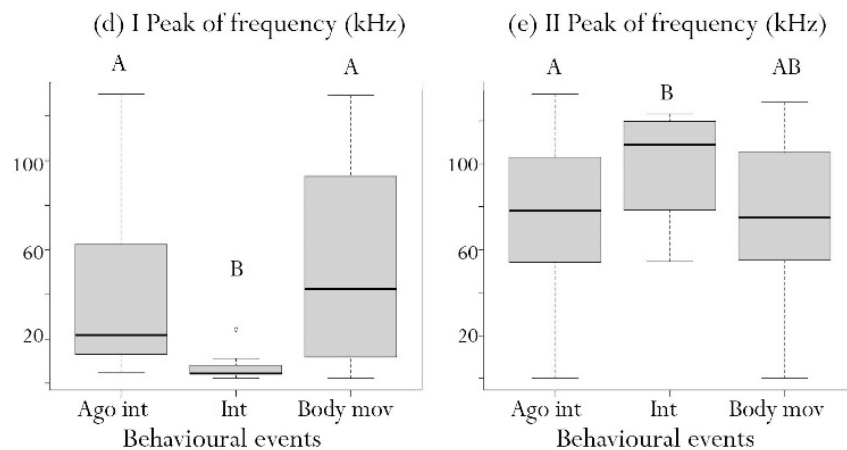 (d) I Peak of frequency (kHz)
A
B
A
100
60
20
Ago int Int Body mov
Behavioural events
(e) II Peak of frequency (kHz)
A
B
AB
100
60
20
Ago int Int Body mov
Behavioural events